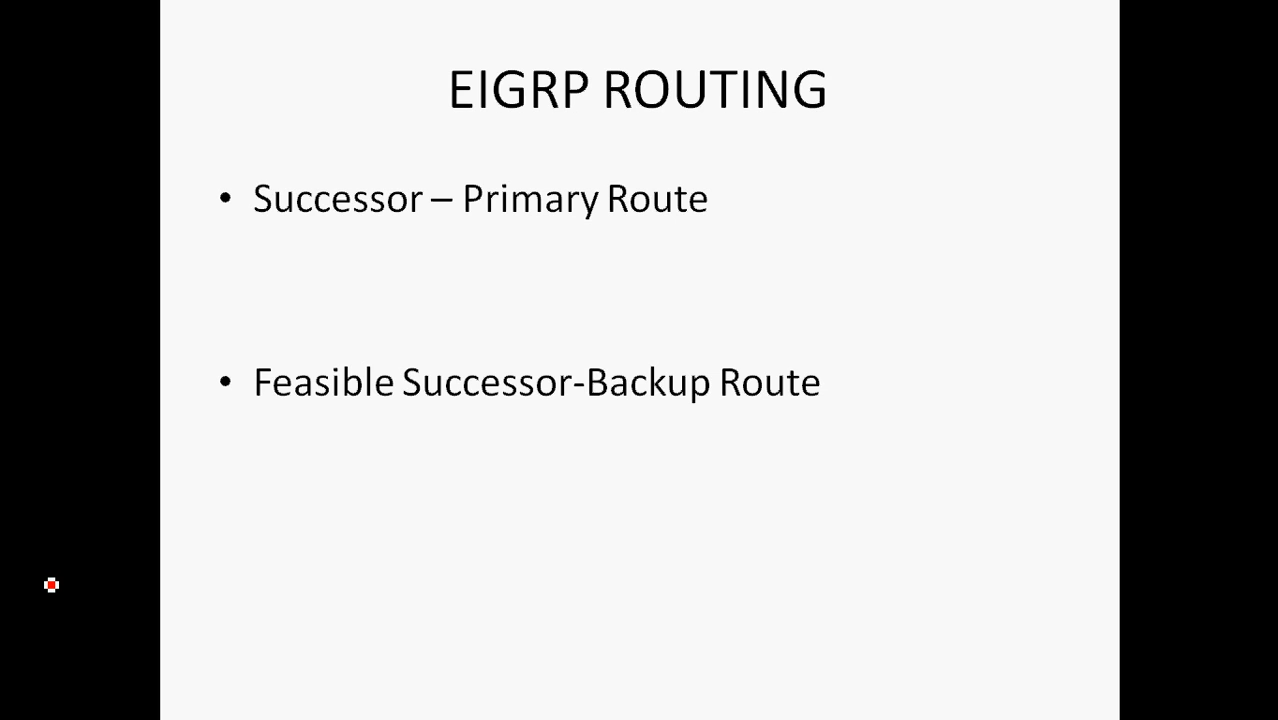 EIGRP ROUTING
• Successor – Primary Route
• Feasible Successor-Backup Route